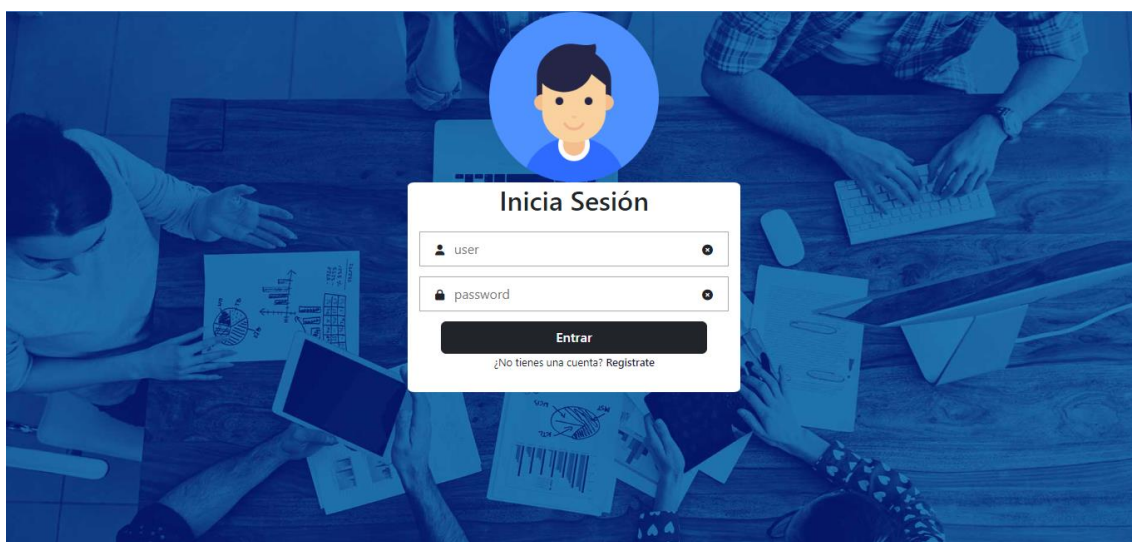 Inicia Sesión
user
password
Entrar
¿No tienes una cuenta? Registrate